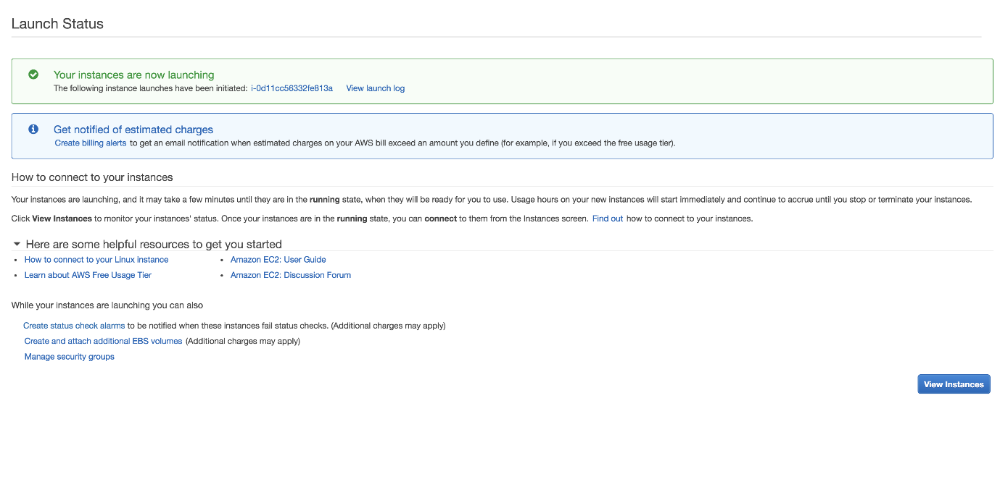 Launch Status
Your instances are now launching
The following instance launches have been initiated: i-0d11cc56332fe813a View launch log
Get notified of estimated charges
Create billing alerts to get an email notification when estimated charges on your AWS bill exceed an amount you define (for example, if you exceed the free usage tier).
How to connect to your instances
Your instances are launching, and it may take a few minutes until they are in the running state, when they will be ready for you to use. Usage hours on your new instances will start immediately and continue to accrue until you stop or terminate your instances.
Click View Instances to monitor your instances' status. Once your instances are in the running state, you can connect to them from the Instances screen. Find out how to connect to your instances.
Here are some helpful resources to get you started
• How to connect to your Linux instance • Amazon EC2: User Guide
• Learn about AWS Free Usage Tier • Amazon EC2: Discussion Forum
While your instances are launching you can also
Create status check alarms to be notified when these instances fail status checks. (Additional charges may apply)
Create and attach additional EBS volumes (Additional charges may apply)
Manage security groups
View Instances